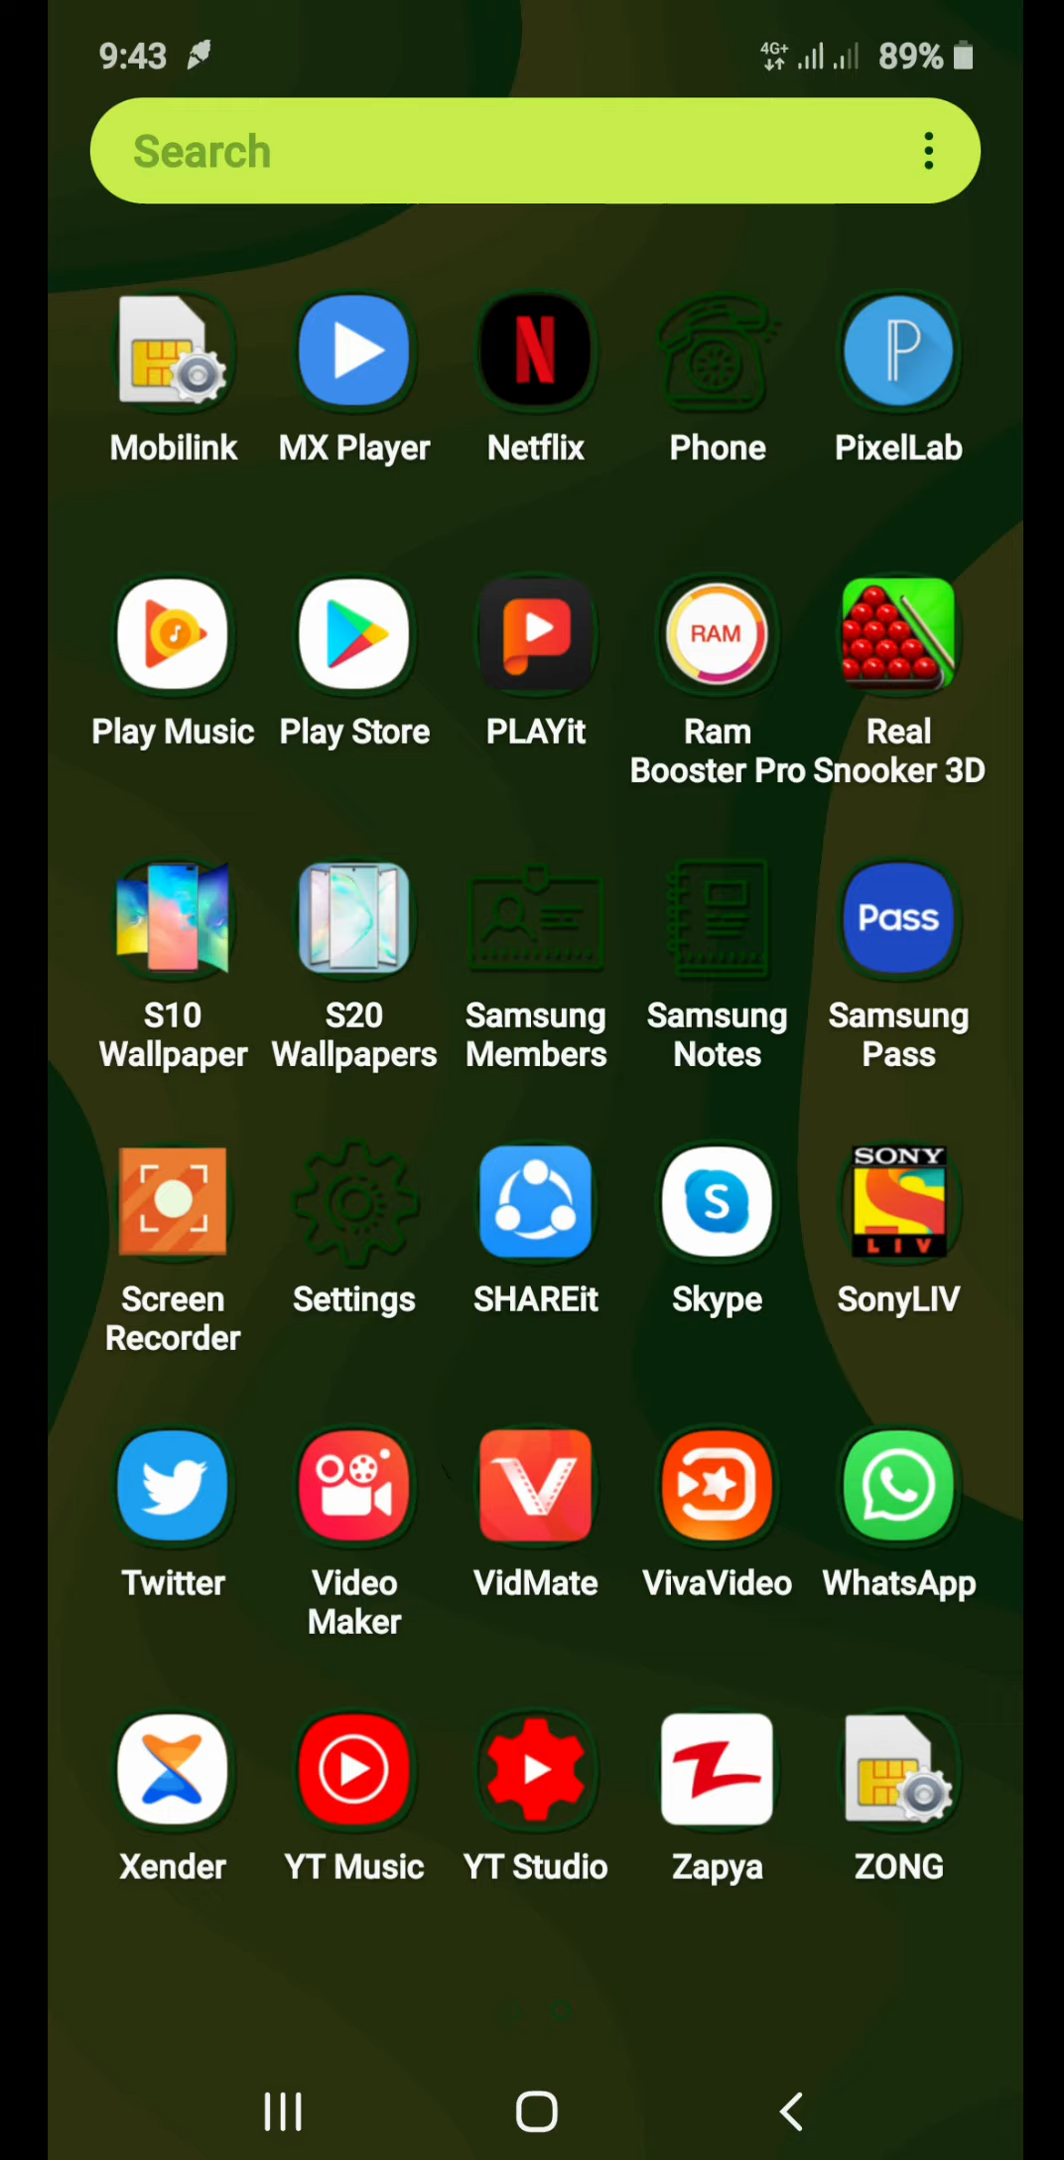 9:43 4G+ 89%
Search
Mobilink MX Player Netflix Phone PixelLab
RAM
Play Music Play Store PLAYit Ram Real
Booster Pro Snooker 3D
Pass
S10 S20 Samsung Samsung Samsung
Wallpaper Wallpapers Members Notes Pass
SONY
LIV
Screen Settings SHAREit Skype SonyLIV
Recorder
Twitter Video VidMate VivaVideo WhatsApp
Maker
Xender YT Music YT Studio Zapya ZONG